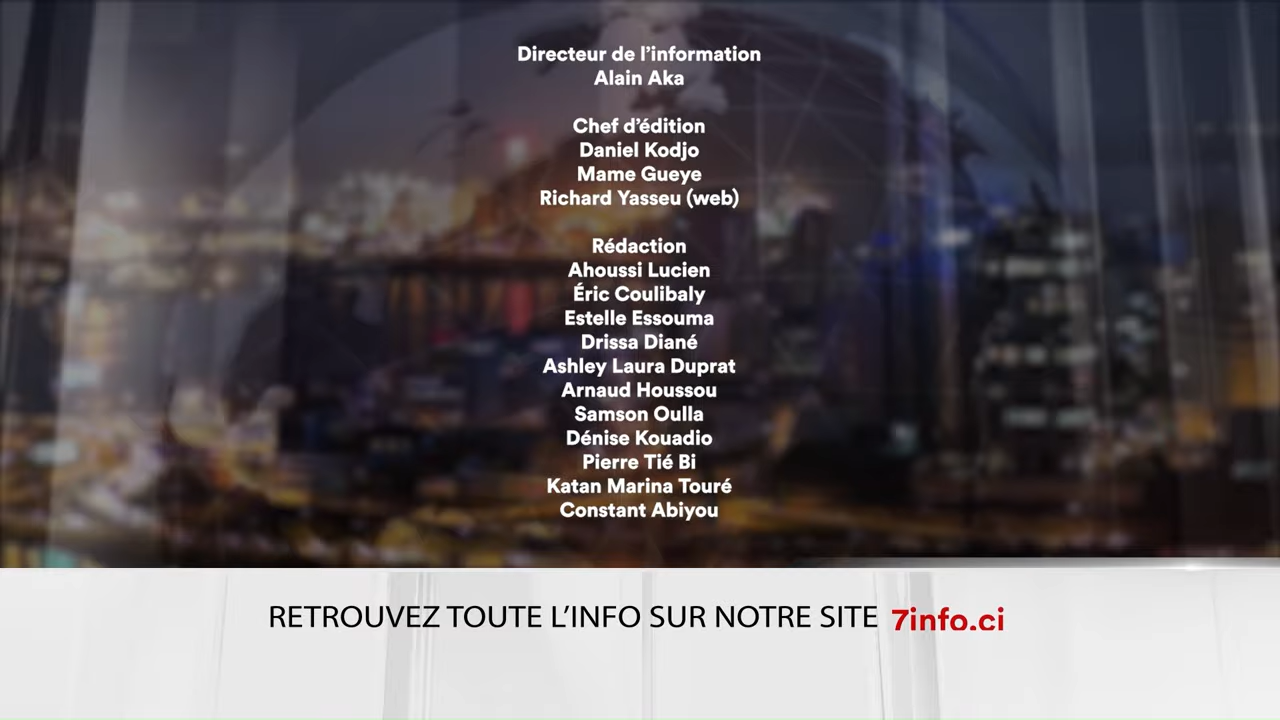 Directeur de l’information
Alain Aka
Chef d’édition
Daniel Kodjo
Mame Gueye
Richard Yasseu (web)
Rédaction
Ahoussi Lucien
Éric Coulibaly
Estelle Essouma
Drissa Diané
Ashley Laura Duprat
Arnaud Houssou
Samson Oulla
Dénise Kouadio
Pierre Tié Bi
Katan Marina Touré
Constant Abiyou
RETROUVEZ TOUTE L’INFO SUR NOTRE SITE 7info.ci